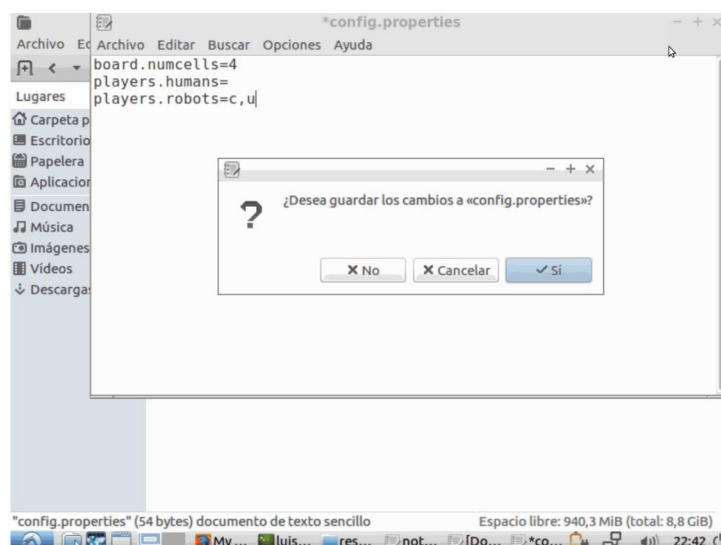 *config.properties
Archivo Ed
Archivo Editar Buscar Opciones Ayuda
board.numcells=4
players.humans=
players.robots=c,u
Lugares
Carpeta p
Escritorio
Papelera
Aplicacion
Documen
Música
Imágenes
Vídeos
Descargas
¿Desea guardar los cambios a «config.properties»?
No
Cancelar
Sí
"config.properties" (54 bytes) documento de texto sencillo
Espacio libre: 940,3 MiB (total: 8,8 GiB)
My ...
luis...
res...
not...
[Do...
*co...
22:42